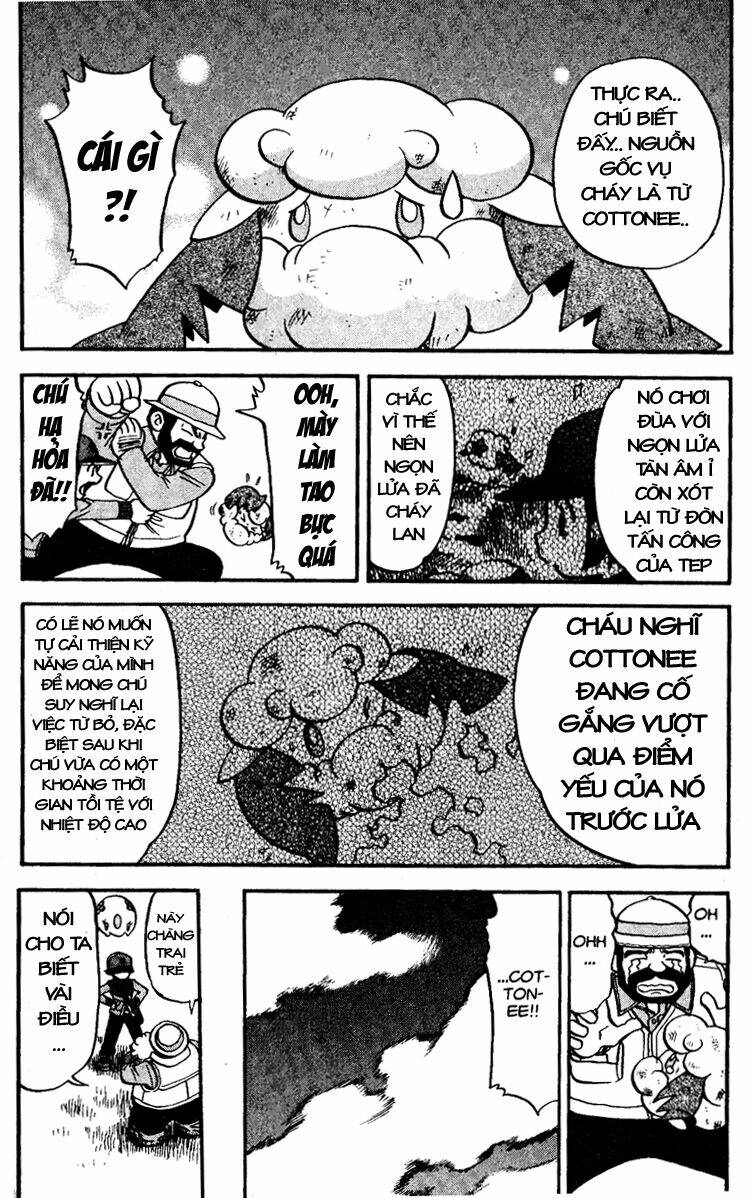 THỰC RA..
CHÚ BIẾT
ĐẤY.. NGUỒN
GỐC VỤ
CHÁY LÀ TỪ
COTTONEE..
CÁI GÌ
?!
NÓ CHƠI
ĐÙA VỚI
NGỌN LỬA
TÀN ÂM Ỉ
CÒN XÓT
LẠI TỪ ĐÒN
TẤN CÔNG
CỦA TEP
CHẮC
VÌ THẾ
NÊN
NGỌN
LỬA ĐÃ
CHÁY LAN
OOH,
MÀY
LÀM
TAO
BỰC
QUÁ
CHÚ
HẠ
HỎA
ĐÃ!!
CHÁU NGHĨ
COTTONEE
ĐANG CỐ
GẮNG VƯỢT
QUA ĐIỂM
YẾU CỦA NÓ
TRƯỚC LỬA
CÓ LẼ NÓ MUỐN
TỰ CẢI THIỆN KỸ
NĂNG CỦA MÌNH
ĐỂ MONG CHÚ
SUY NGHĨ LẠI
VIỆC TỪ BỎ, ĐẶC
BIỆT SAU KHI
CHÚ VỪA CÓ MỘT
KHOẢNG THỜI
GIAN TỒI TỆ VỚI
NHIỆT ĐỘ CAO
OH
...
OHH
...
...COT-
TON-
EE!!
NÀY
CHÀNG
TRAI
TRẺ
NÓI
CHO TA
BIẾT
VÀI
ĐIỀU
...